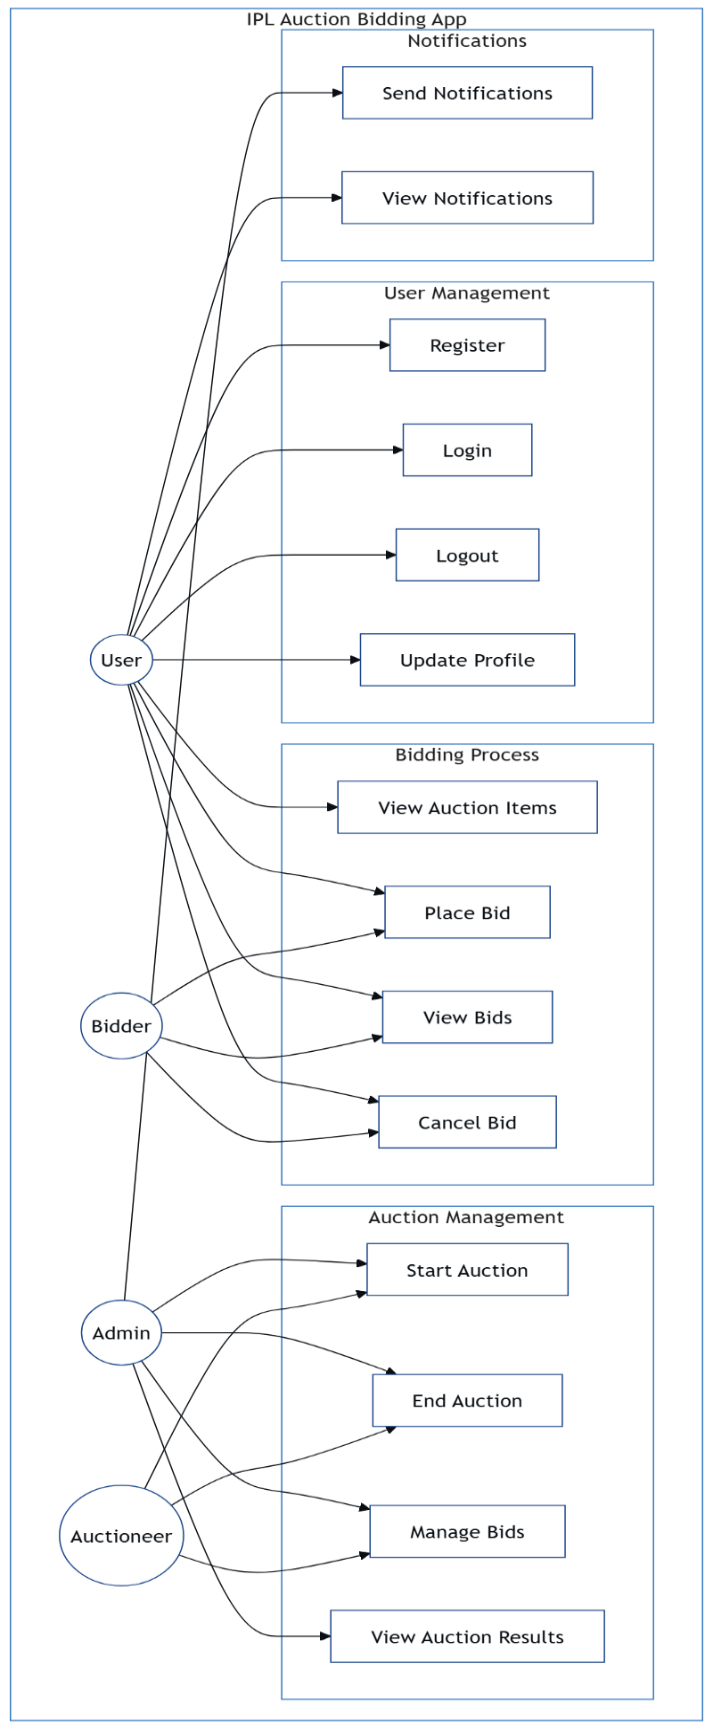 IPL Auction Bidding App
Notifications
Send Notifications
View Notifications
User Management
Register
Login
Logout
User
Update Profile
Bidding Process
View Auction Items
Place Bid
Bidder
View Bids
Cancel Bid
Auction Management
Start Auction
Admin
End Auction
Auctioneer
Manage Bids
View Auction Results